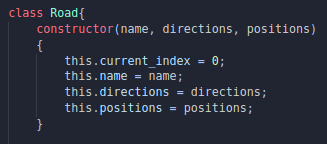 class Road{
    constructor(name, directions, positions)
    {
        this.current_index = 0;
        this.name = name;
        this.directions = directions;
        this.positions = positions;
    }